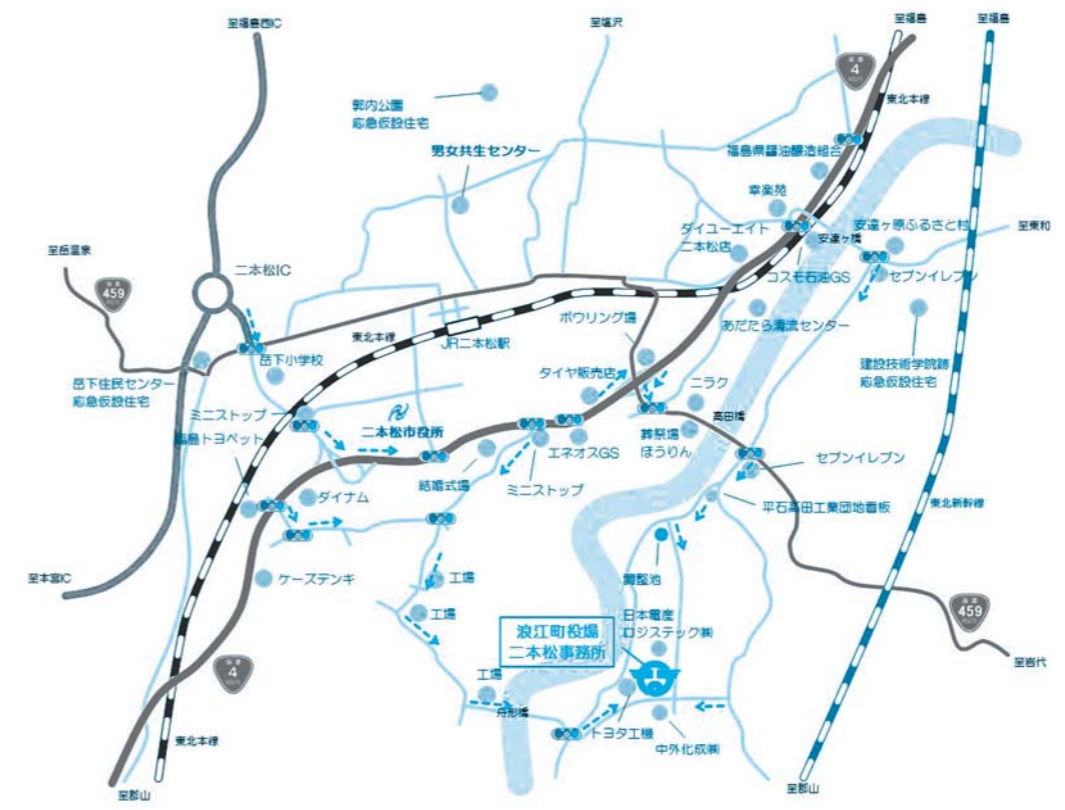 至福島西IC
至塩沢
至福島
至福島
国道
4
東北本線
郭内公園
応急仮設住宅
男女共生センター
福島県醤油醸造組合
幸楽苑
ダイユーエイト
二本松店
安達ヶ橋
安達ヶ原ふるさと村
至東和
コスモ石油GS
セブンイレブン
至岳温泉
459
二本松IC
ボウリング場
あだたら清流センター
東北本線
JR二本松駅
岳下小学校
建設技術学院跡
応急仮設住宅
岳下住民センター
応急仮設住宅
タイヤ販売店
ニラク
ミニストップ
二本松市役所
高田橋
福島トヨペット
葬祭場
ほうりん
エネオスGS
セブンイレブン
結婚式場
ミニストップ
ダイナム
平石高田工業団地看板
東北新幹線
至本宮IC
ケーズデンキ
工場
調整池
工場
459
日本電産
ロジステック㈱
浪江町役場
二本松事務所
至岩代
国道
4
工場
舟形橋
トヨタ工機
中外化成㈱
東北本線
至郡山
至郡山